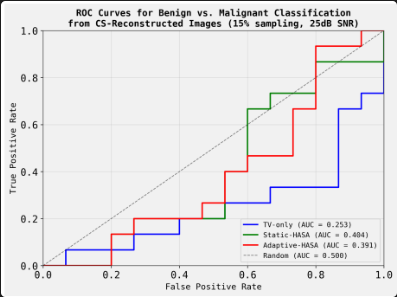 ROC Curves for Benign vs. Malignant Classification
from CS-Reconstructed Images (15% sampling, 25dB SNR)
1.0
0.8
0.6
0.4
0.2
0.0
True Positive Rate
TV-only (AUC = 0.253)
Static-HASA (AUC = 0.404)
Adaptive-HASA (AUC = 0.391)
Random (AUC = 0.500)
0.0 0.2 0.4 0.6 0.8 1.0
False Positive Rate